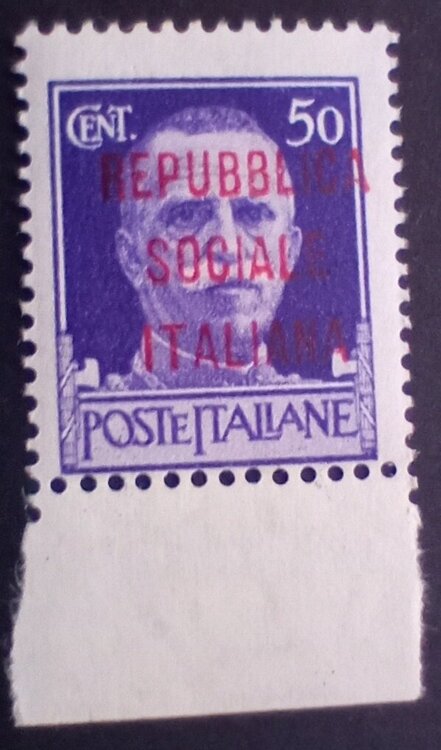 CENT. 50
REPUBBLICA
SOCIALE
ITALIANA
POSTE ITALIANE